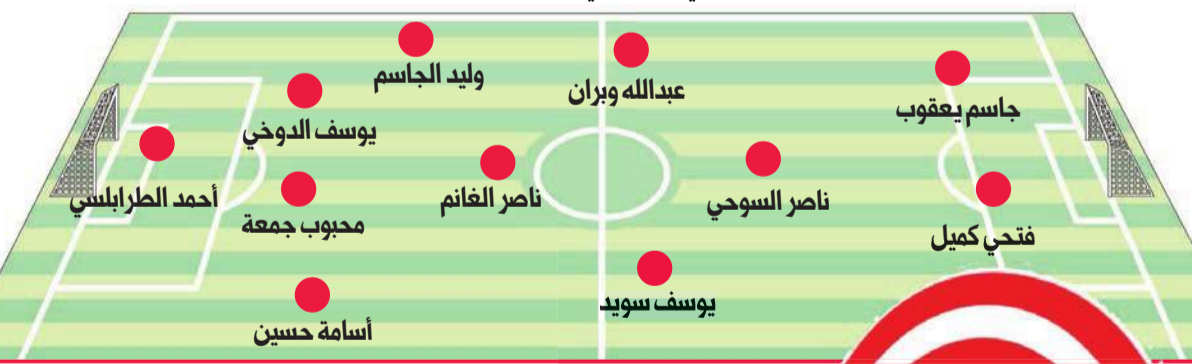 وليد الجاسم
عبدالله وبران
جاسم يعقوب
يوسف الدوخي
أحمد الطرابلسي
ناصر الغانم
ناصر السوحي
محبوب جمعة
فتحي كميل
يوسف سويد
أسامة حسين